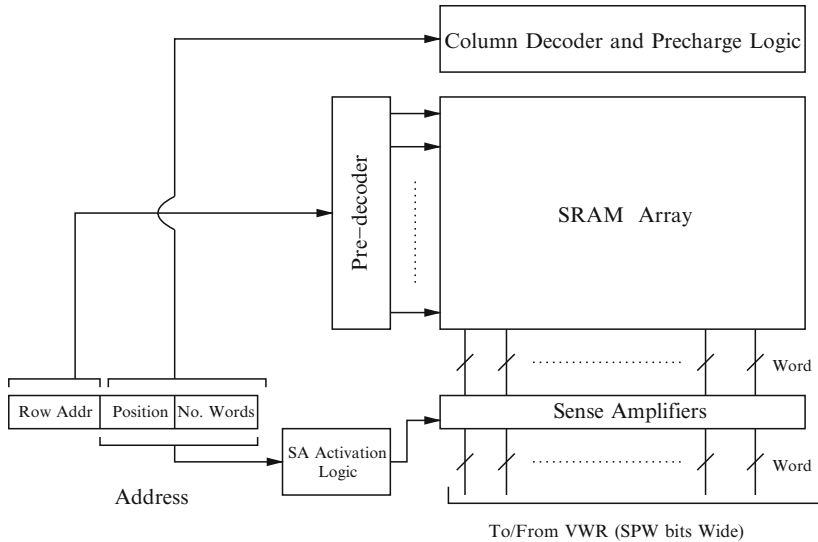 Column Decoder and Precharge Logic
Pre-decoder
SRAM Array
Word
Row Addr
Position
No. Words
Sense Amplifiers
SA Activation
Logic
Word
Address
To/From VWR (SPW bits Wide)